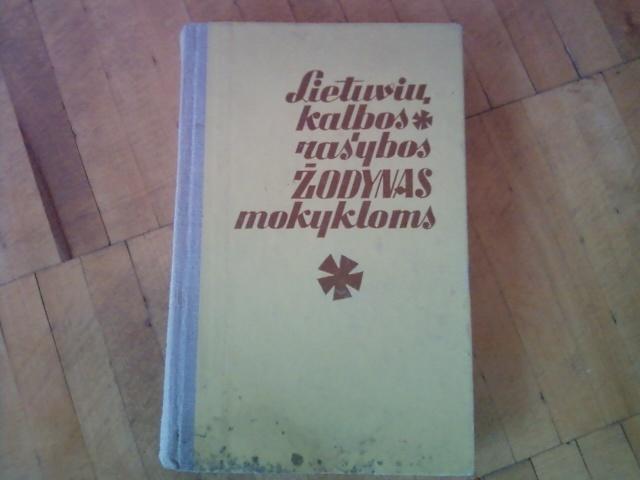 Lietuvių
kalbos
rašybos
ŽODYNAS
mokykloms